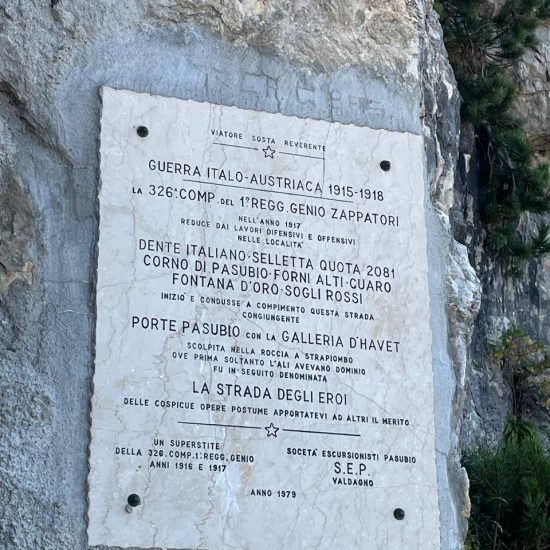 VIATORE SOSTA REVERENTE
GUERRA ITALO-AUSTRIACA 1915-1918
LA 326ª COMP. DEL 1º REGG. GENIO ZAPPATORI
NELL'ANNO 1917
REDUCE DAI LAVORI DIFENSIVI E OFFENSIVI
NELLE LOCALITA'
DENTE ITALIANO·SELLETTA QUOTA 2081
CORNO DI PASUBIO·FORNI ALTI·CUARO
FONTANA D'ORO·SOGLI ROSSI
INIZIO' E CONDUSSE A COMPIMENTO QUESTA STRADA
CONGIUNGENTE
PORTE PASUBIO CON LA GALLERIA D'HAVET
SCOLPITA NELLA ROCCIA A STRAPIOMBO
OVE PRIMA SOLTANTO L'ALI AVEVANO DOMINIO
FU IN SEGUITO DENOMINATA
LA STRADA DEGLI EROI
DELLE COSPICUE OPERE POSTUME APPORTATEVI AD ALTRI IL MERITO
UN SUPERSTITE
DELLA 326. COMP. 1º REGG. GENIO
ANNI 1916 E 1917
SOCETÀ ESCURSIONISTI PASUBIO
S.E.P.
VALDAGNO
ANNO 1979